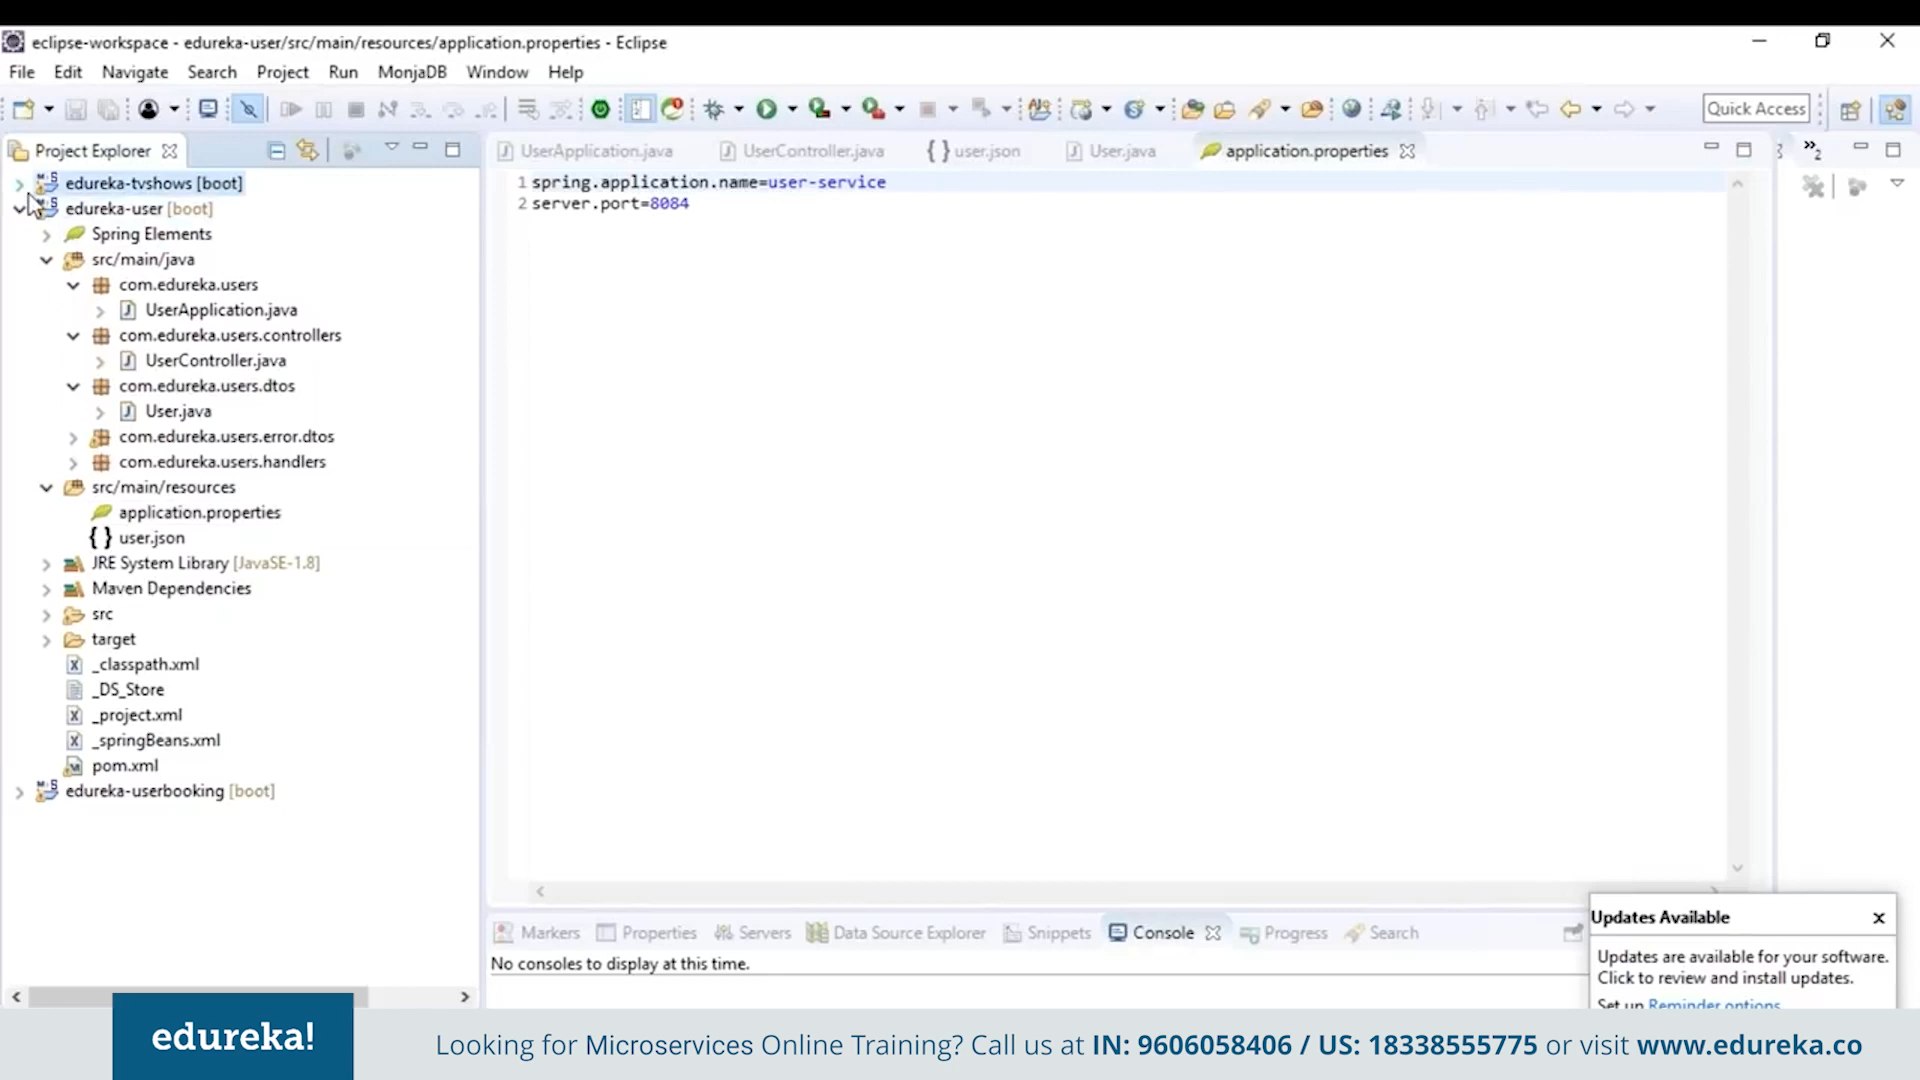 eclipse-workspace - edureka-user/src/main/resources/application.properties - Eclipse
File Edit Navigate Search Project Run MonjaDB Window Help
Quick Access
Project Explorer
edureka-tvshows [boot]
edureka-user [boot]
Spring Elements
src/main/java
com.edureka.users
UserApplication.java
com.edureka.users.controllers
UserController.java
com.edureka.users.dtos
User.java
com.edureka.users.error.dtos
com.edureka.users.handlers
src/main/resources
application.properties
{ } user.json
JRE System Library [JavaSE-1.8]
Maven Dependencies
src
target
_classpath.xml
_DS_Store
_project.xml
_springBeans.xml
pom.xml
edureka-userbooking [boot]
UserApplication.java UserController.java { } user.json User.java application.properties
»2
1 spring.application.name=user-service
2 server.port=8084
Markers Properties Servers Data Source Explorer Snippets Console Progress Search
No consoles to display at this time.
Updates Available
Updates are available for your software.
Click to review and install updates.
Set up Reminder options
edureka!
Looking for Microservices Online Training? Call us at IN: 9606058406 / US: 18338555775 or visit www.edureka.co